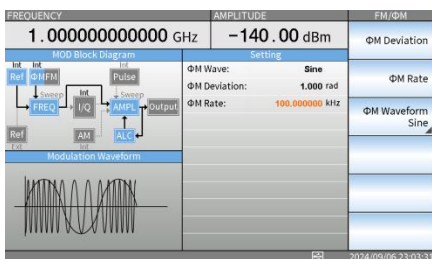 FREQUENCY
AMPLITUDE
FM/ΦM
1.000000000000 GHz
-140.00 dBm
ΦM Deviation
MOD Block Diagram
Setting
Int
Int
Int
Ref
ΦM
FM
Pulse
Sweep
Int
Sweep
FREQ
I/Q
AMPL
Output
Ref
AM
ALC
Ext
Int
Modulation Waveform
ΦM Wave: Sine
ΦM Deviation: 1.000 rad
ΦM Rate: 100.000000 kHz
ΦM Rate
ΦM Waveform
Sine
2024/09/06 23:03:31